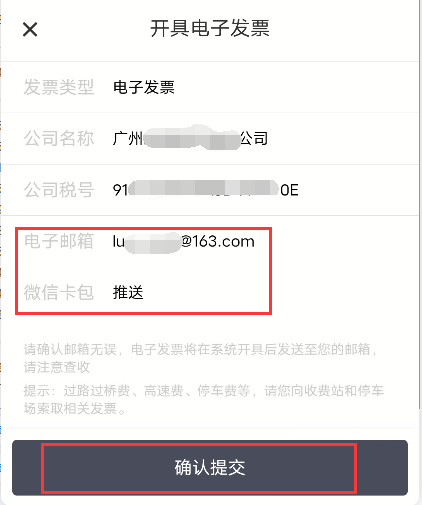 开具电子发票
发票类型 电子发票
公司名称 广州 公司
公司税号 91 0E
电子邮箱 lu @163.com
微信卡包 推送
请确认邮箱无误，电子发票将在系统开具后发送至您的邮箱，
请注意查收
提示：过路过桥费、高速费、停车费等，请您向收费站和停车
场索取相关发票。
确认提交